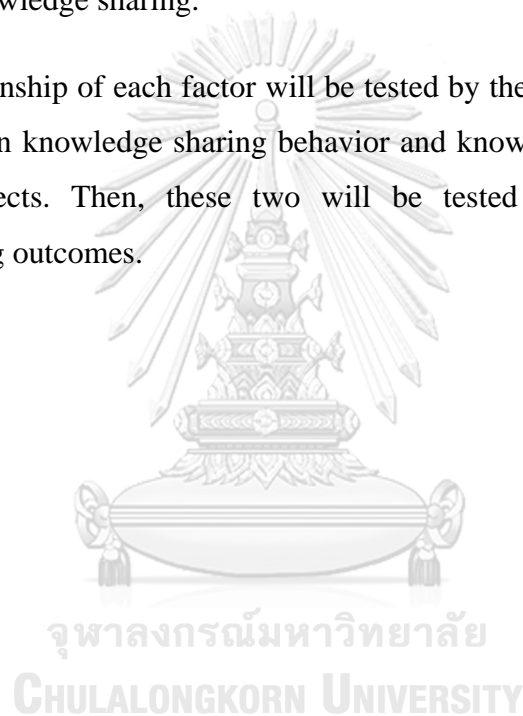 wledge sharing.
nship of each factor will be tested by the
n knowledge sharing behavior and know
ects. Then, these two will be tested
g outcomes.
จุฬาลงกรณ์มหาวิทยาลัย
CHULALONGKORN UNIVERSITY